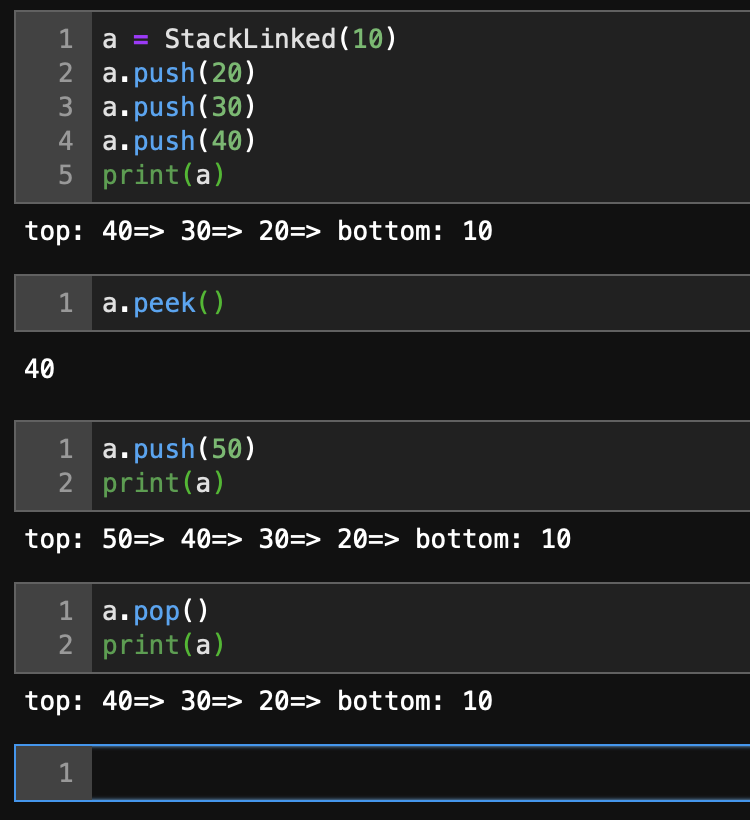 1 a = StackLinked(10)
2 a.push(20)
3 a.push(30)
4 a.push(40)
5 print(a)
top: 40=> 30=> 20=> bottom: 10
1 a.peek()
40
1 a.push(50)
2 print(a)
top: 50=> 40=> 30=> 20=> bottom: 10
1 a.pop()
2 print(a)
top: 40=> 30=> 20=> bottom: 10
1